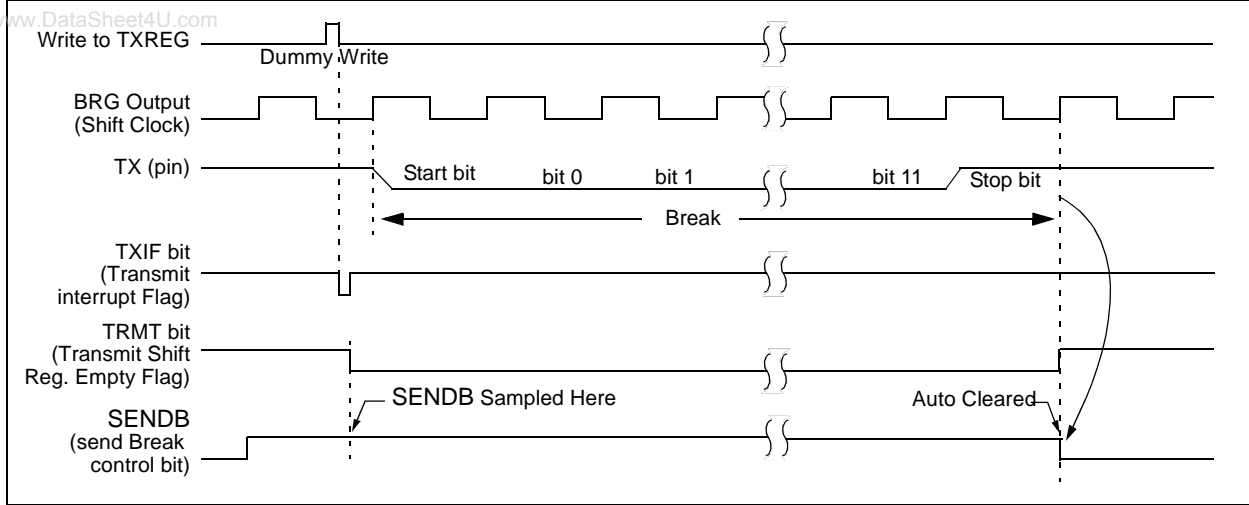 ww.DataSheet4U.com
Write to TXREG
Dummy Write
BRG Output
(Shift Clock)
TX (pin)
Start bit
bit 0
bit 1
bit 11
Stop bit
Break
TXIF bit
(Transmit
interrupt Flag)
TRMT bit
(Transmit Shift
Reg. Empty Flag)
SENDB Sampled Here
Auto Cleared
SENDB
(send Break
control bit)